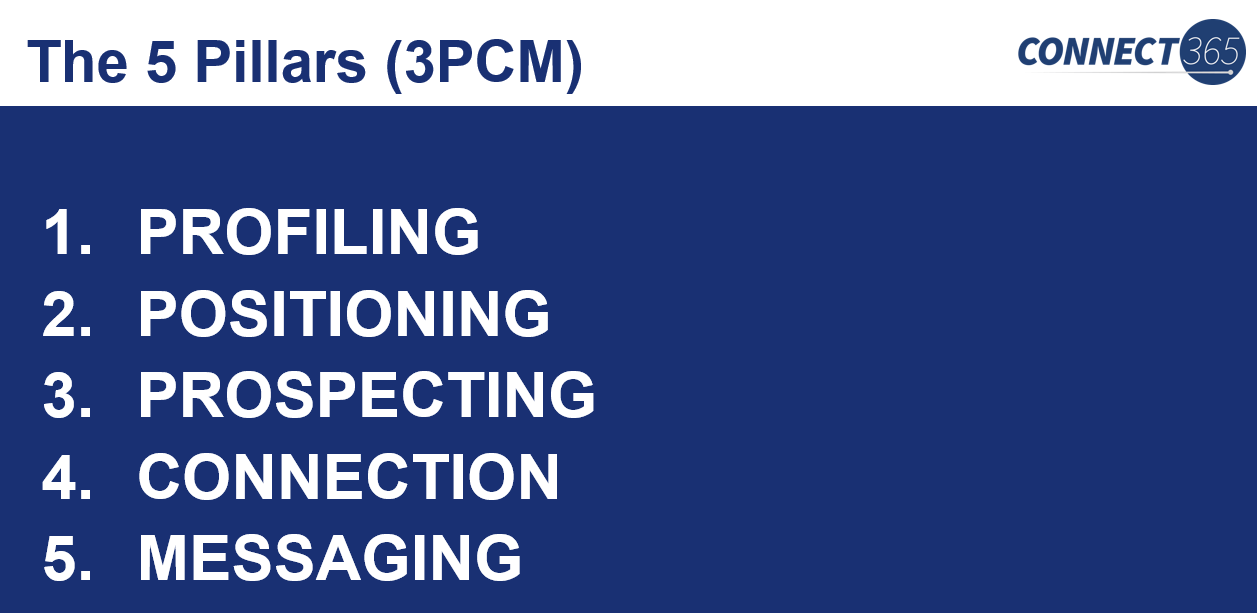 The 5 Pillars (3PCM)
CONNECT365
1. PROFILING
2. POSITIONING
3. PROSPECTING
4. CONNECTION
5. MESSAGING